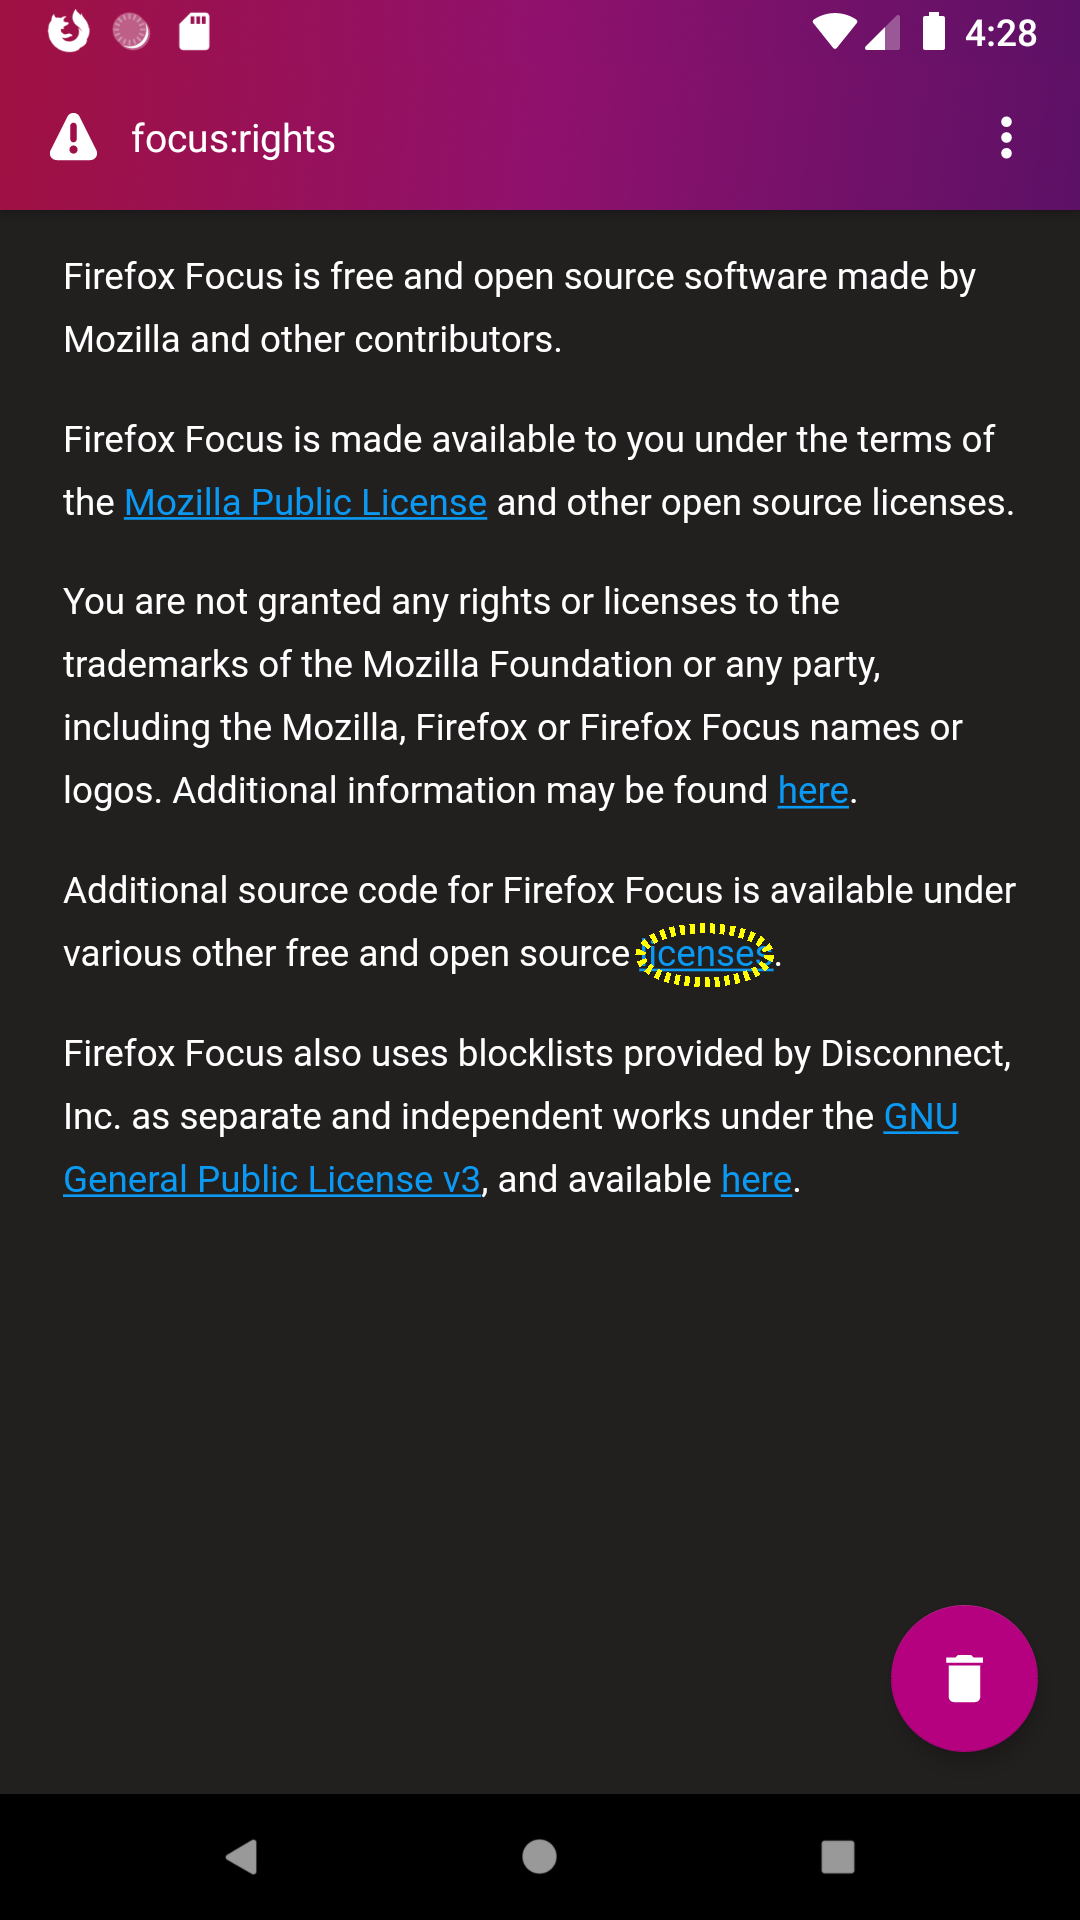 4:28
focus:rights
Firefox Focus is free and open source software made by
Mozilla and other contributors.
Firefox Focus is made available to you under the terms of
the Mozilla Public License and other open source licenses.
You are not granted any rights or licenses to the
trademarks of the Mozilla Foundation or any party,
including the Mozilla, Firefox or Firefox Focus names or
logos. Additional information may be found here.
Additional source code for Firefox Focus is available under
various other free and open source licenses.
Firefox Focus also uses blocklists provided by Disconnect,
Inc. as separate and independent works under the GNU
General Public License v3, and available here.